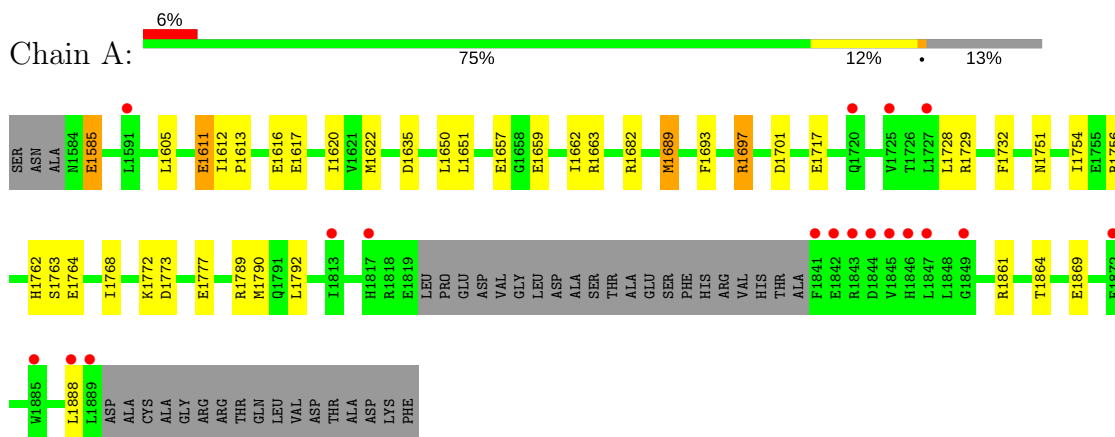 6%
Chain A:
75% 12% • 13%
SER ASN ALA N1584 E1585 L1591 L1605 E1611 I1612 P1613 E1616 E1617 I1620 V1621 M1622 D1635 L1650 L1651 E1657 G1658 E1659 I1662 R1663 R1682 M1689 F1693 R1697 D1701 E1717 Q1720 V1725 T1726 L1727 L1728 R1729 F1732 N1751 I1754 E1755
H1762 S1763 E1764 I1768 K1772 D1773 E1777 R1789 M1790 Q1791 L1792 I1813 H1817 R1818 E1819 LEU PRO GLU ASP VAL GLY LEU ASP ALA SER THR ALA GLU SER PHE HIS ARG VAL HIS THR ALA F1841 E1842 R1843 D1844 V1845 H1846 L1847 L1848 G1849 R1861 T1864 E1869
W1885 L1888 L1889 ASP ALA CYS ALA GLY ARG ARG THR GLN LEU VAL ASP THR ALA ASP LYS PHE